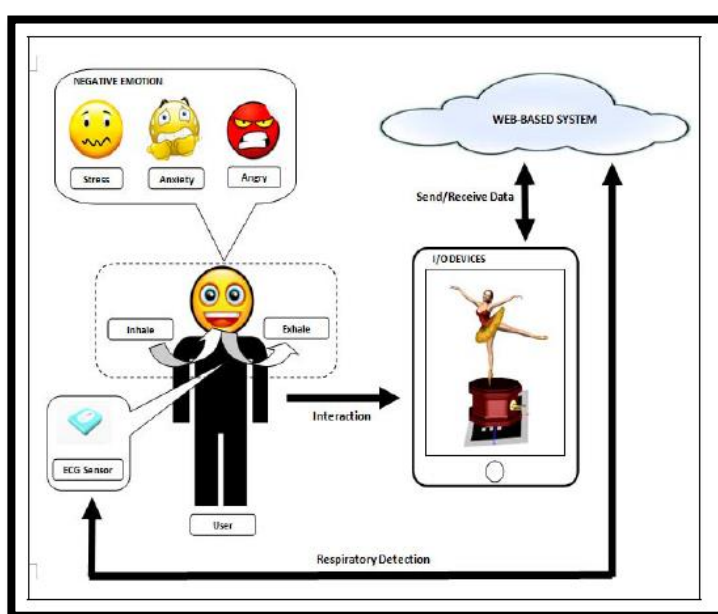 NEGATIVE EMOTION
Stress
Anxiety
Angry
WEB-BASED SYSTEM
Send/Receive Data
I/O DEVICES
Inhale
Exhale
Interaction
ECG Sensor
User
Respiratory Detection